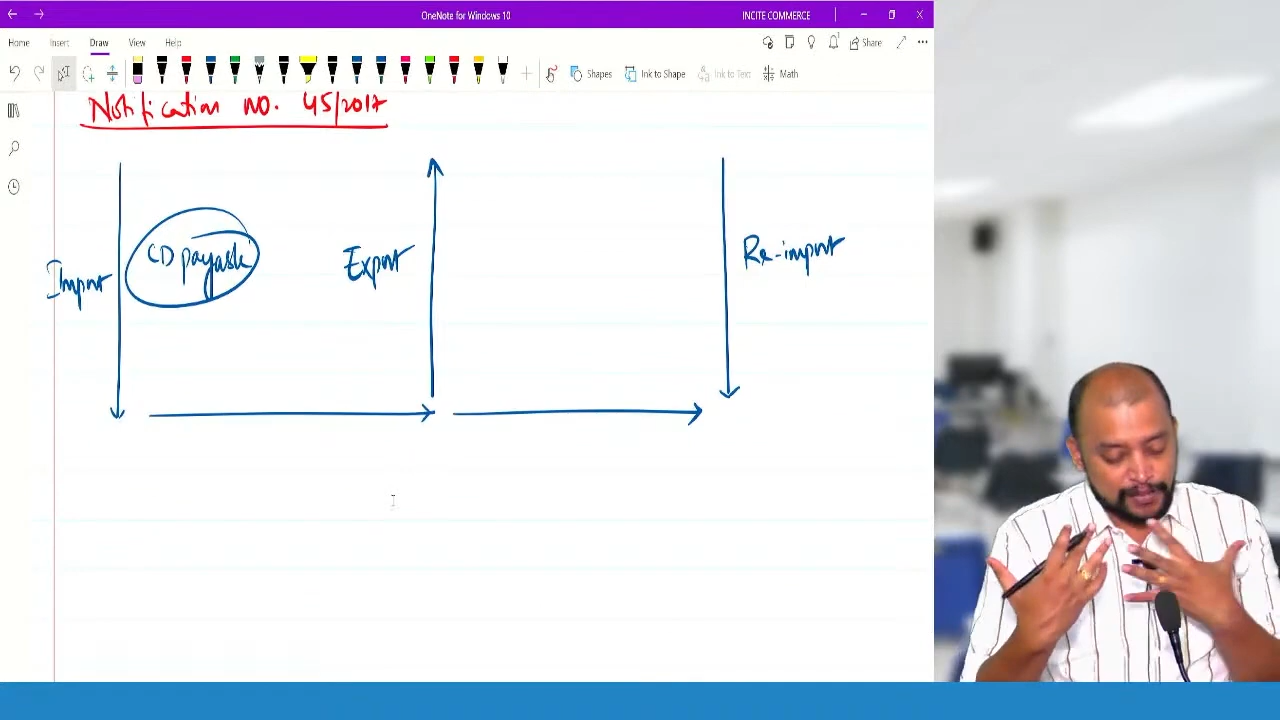 OneNote for Windows 10
INCITE COMMERCE
Home Insert Draw View Help
Share
Shapes Ink to Shape Ink to Text Math
Notification no. 45/2017
Import
CD payable
Export
Re-import